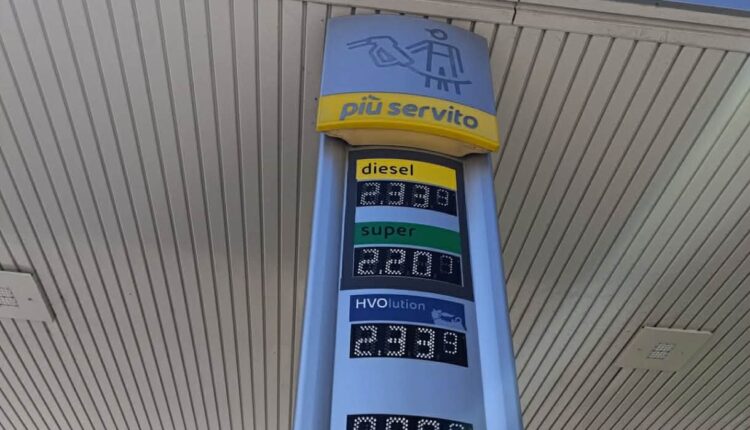 più servito
diesel
2.339
super
2.209
HVOlution
2.339